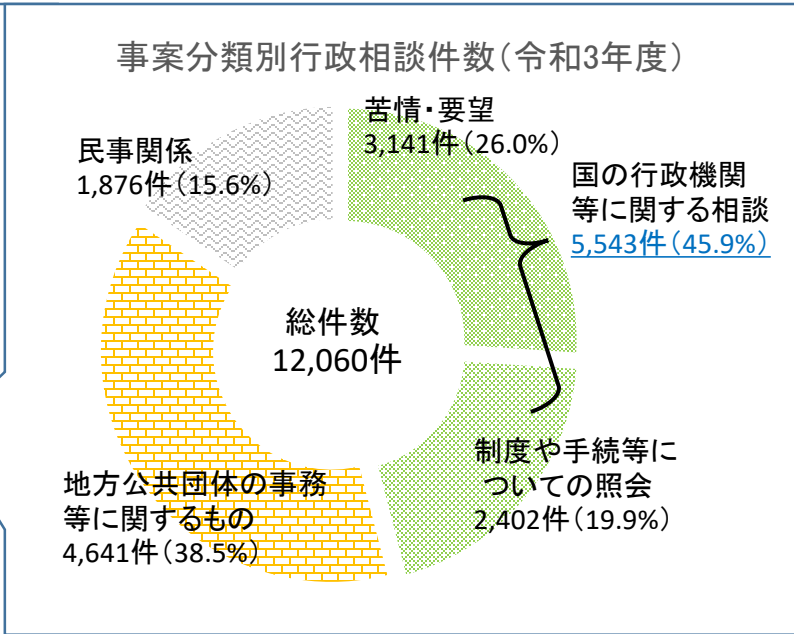 事案分類別行政相談件数(令和3年度)
苦情・要望
3,141件(26.0%)
国の行政機関
等に関する相談
5,543件(45.9%)
制度や手続等に
ついての照会
2,402件(19.9%)
地方公共団体の事務
等に関するもの
4,641件(38.5%)
民事関係
1,876件(15.6%)
総件数
12,060件